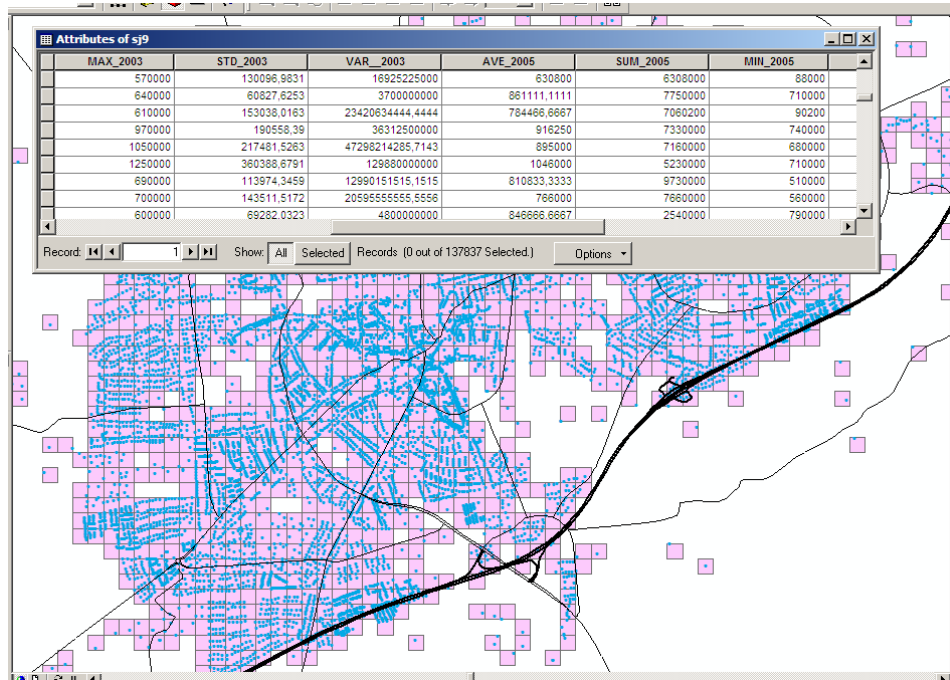 Attributes of sj9
MAX_2003 STD_2003 VAR__2003 AVE_2005 SUM_2005 MIN_2005
570000 130096,9831 16925225000 630800 6308000 88000
640000 60827,6253 3700000000 861111,1111 7750000 710000
610000 153038,0163 23420634444,4444 784466,6667 7060200 90200
970000 190558,39 36312500000 916250 7330000 740000
1050000 217481,5263 47298214285,7143 895000 7160000 680000
1250000 360388,6791 129880000000 1046000 5230000 710000
690000 113974,3459 12990151515,1515 810833,3333 9730000 510000
700000 143511,5172 20595555555,5556 766000 7660000 560000
600000 69282,0323 4800000000 846666,6667 2540000 790000
Record: 1 Show: All Selected Records (0 out of 137837 Selected.) Options